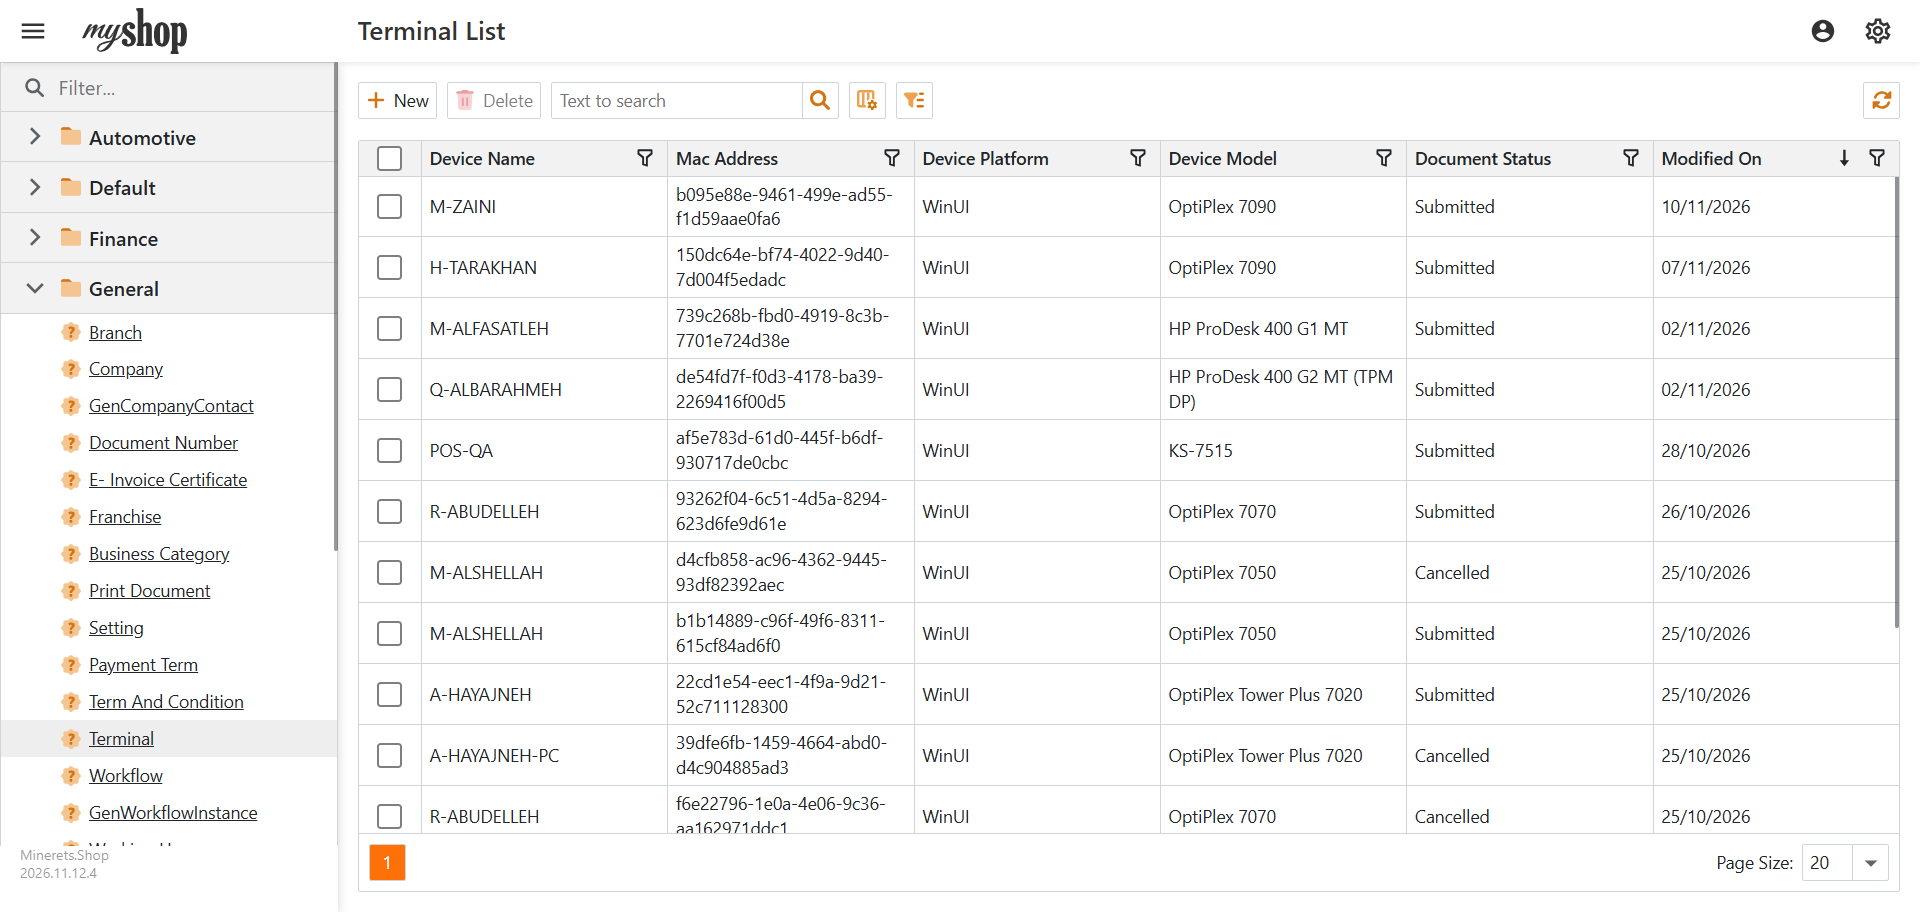 myshop
Terminal List
Filter...
Automotive
Default
Finance
General
Branch
Company
GenCompanyContact
Document Number
E- Invoice Certificate
Franchise
Business Category
Print Document
Setting
Payment Term
Term And Condition
Terminal
Workflow
GenWorkflowInstance
Minerets.Shop
2026.11.12.4
New Delete Text to search
Device Name Mac Address Device Platform Device Model Document Status Modified On
M-ZAINI b095e88e-9461-499e-ad55- WinUI OptiPlex 7090 Submitted 10/11/2026
f1d59aae0fa6
H-TARAKHAN 150dc64e-bf74-4022-9d40- WinUI OptiPlex 7090 Submitted 07/11/2026
7d004f5edadc
M-ALFASATLEH 739c268b-fbd0-4919-8c3b- WinUI HP ProDesk 400 G1 MT Submitted 02/11/2026
7701e724d38e
Q-ALBARAHMEH de54fd7f-f0d3-4178-ba39- WinUI HP ProDesk 400 G2 MT (TPM Submitted 02/11/2026
2269416f00d5 DP)
POS-QA af5e783d-61d0-445f-b6df- WinUI KS-7515 Submitted 28/10/2026
930717de0cbc
R-ABUDELLEH 93262f04-6c51-4d5a-8294- WinUI OptiPlex 7070 Submitted 26/10/2026
623d6fe9d61e
M-ALSHELLAH d4cfb858-ac96-4362-9445- WinUI OptiPlex 7050 Cancelled 25/10/2026
93df82392aec
M-ALSHELLAH b1b14889-c96f-49f6-8311- WinUI OptiPlex 7050 Submitted 25/10/2026
615cf84ad6f0
A-HAYAJNEH 22cd1e54-eec1-4f9a-9d21- WinUI OptiPlex Tower Plus 7020 Submitted 25/10/2026
52c711128300
A-HAYAJNEH-PC 39dfe6fb-1459-4664-abd0- WinUI OptiPlex Tower Plus 7020 Cancelled 25/10/2026
d4c904885ad3
R-ABUDELLEH f6e22796-1e0a-4e06-9c36- WinUI OptiPlex 7070 Cancelled 25/10/2026
aa162971ddc1
1 Page Size: 20